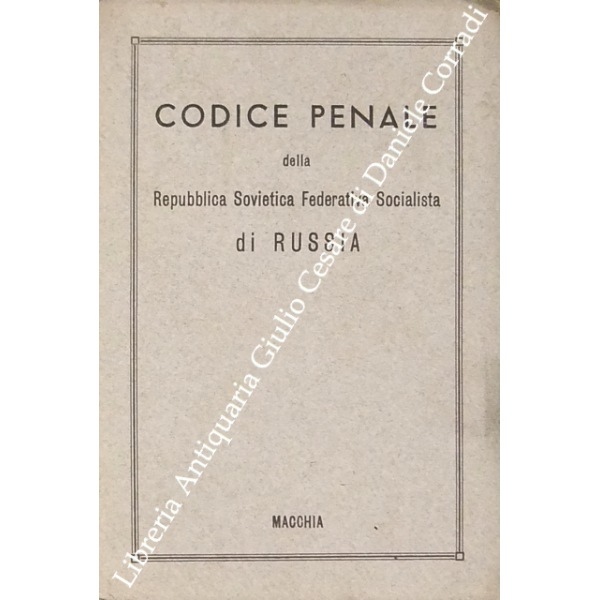 CODICE PENALE
della
Repubblica Sovietica Federativa Socialista
di RUSSIA
MACCHIA
Libreria Antiquaria Giulio Cesare di Daniele Corradi